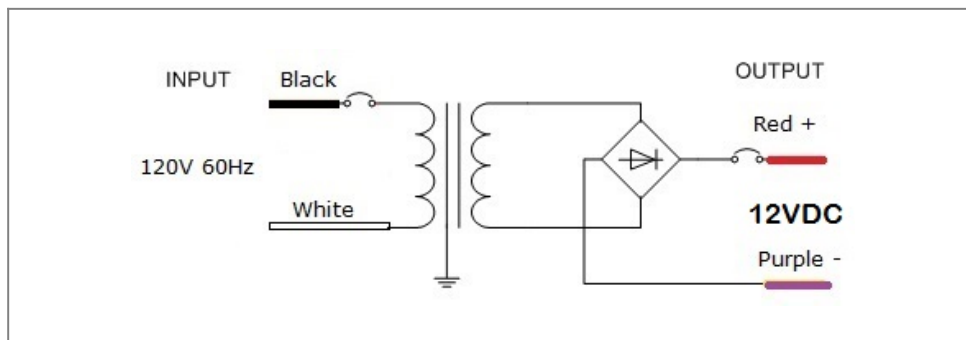 INPUT
Black
OUTPUT
Red +
120V 60Hz
White
12VDC
Purple -